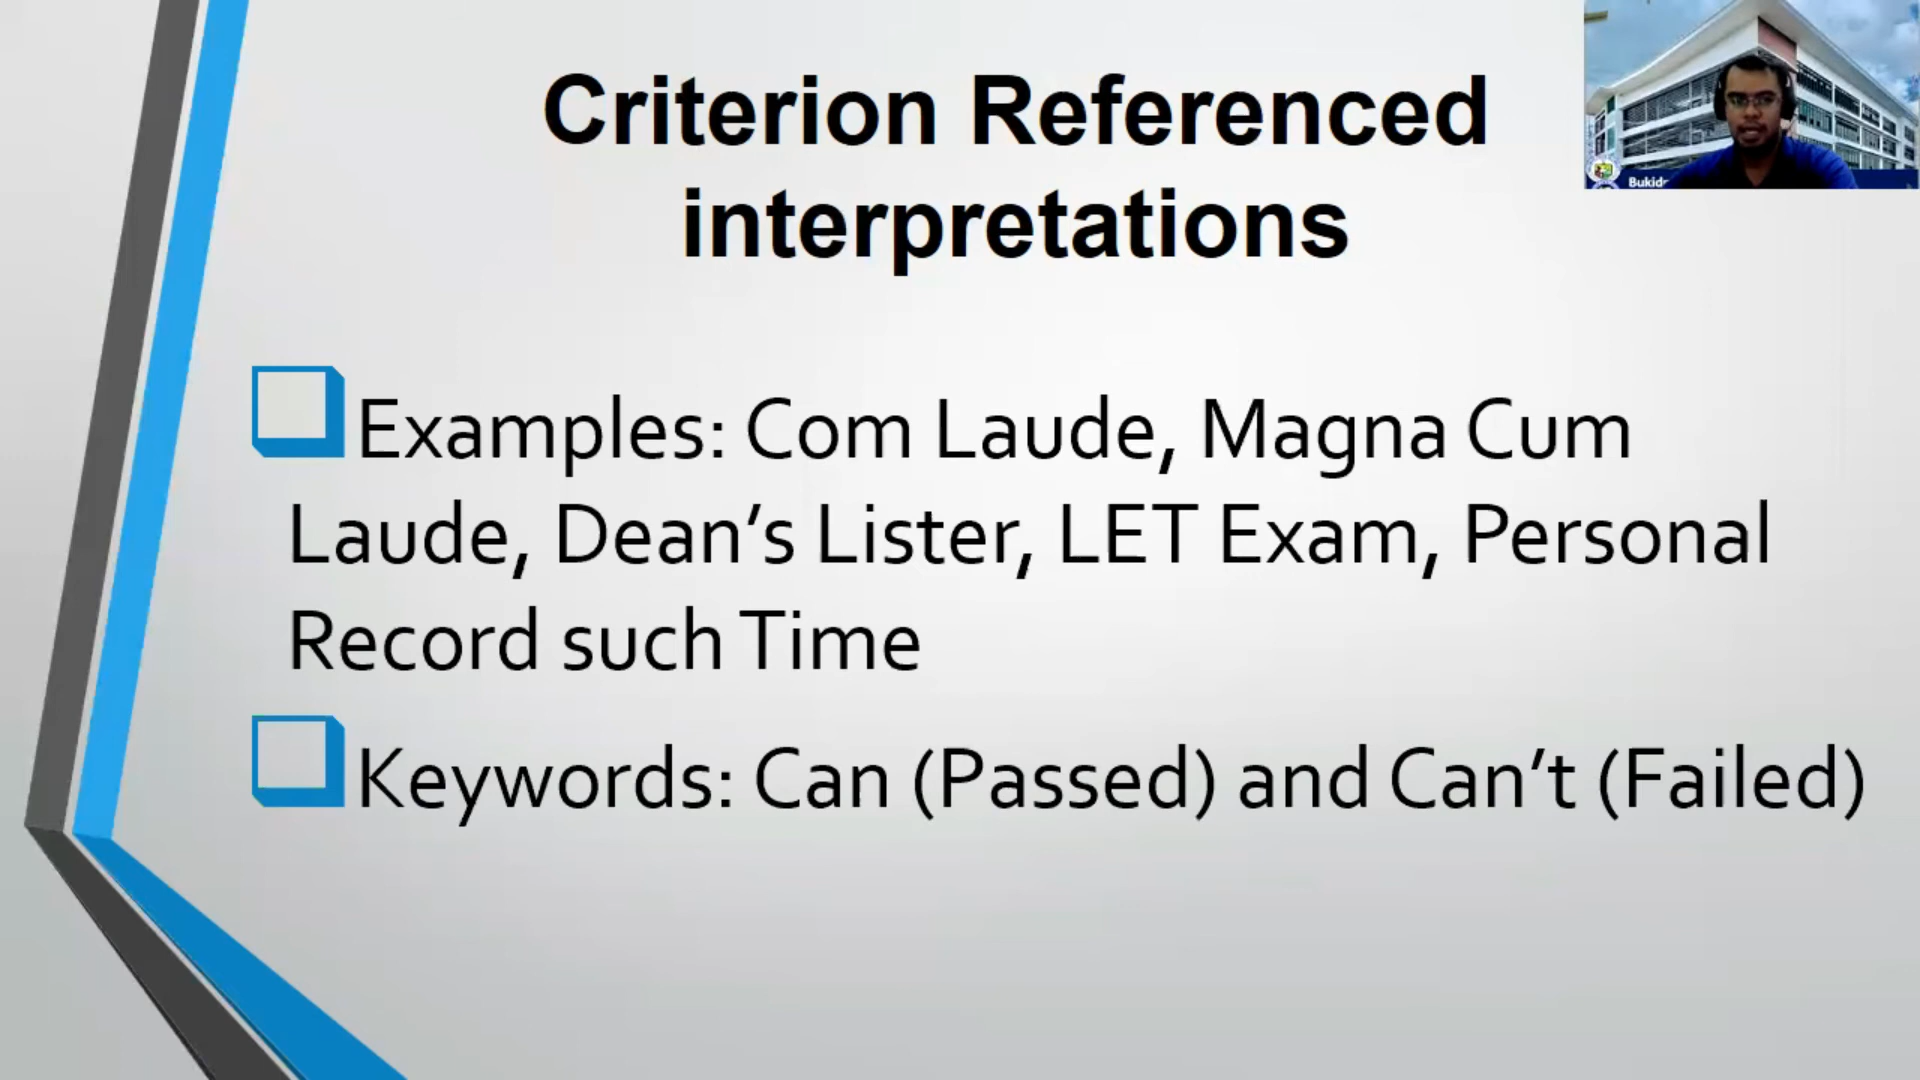 Criterion Referenced
interpretations
Examples: Com Laude, Magna Cum
Laude, Dean’s Lister, LET Exam, Personal
Record such Time
Keywords: Can (Passed) and Can’t (Failed)